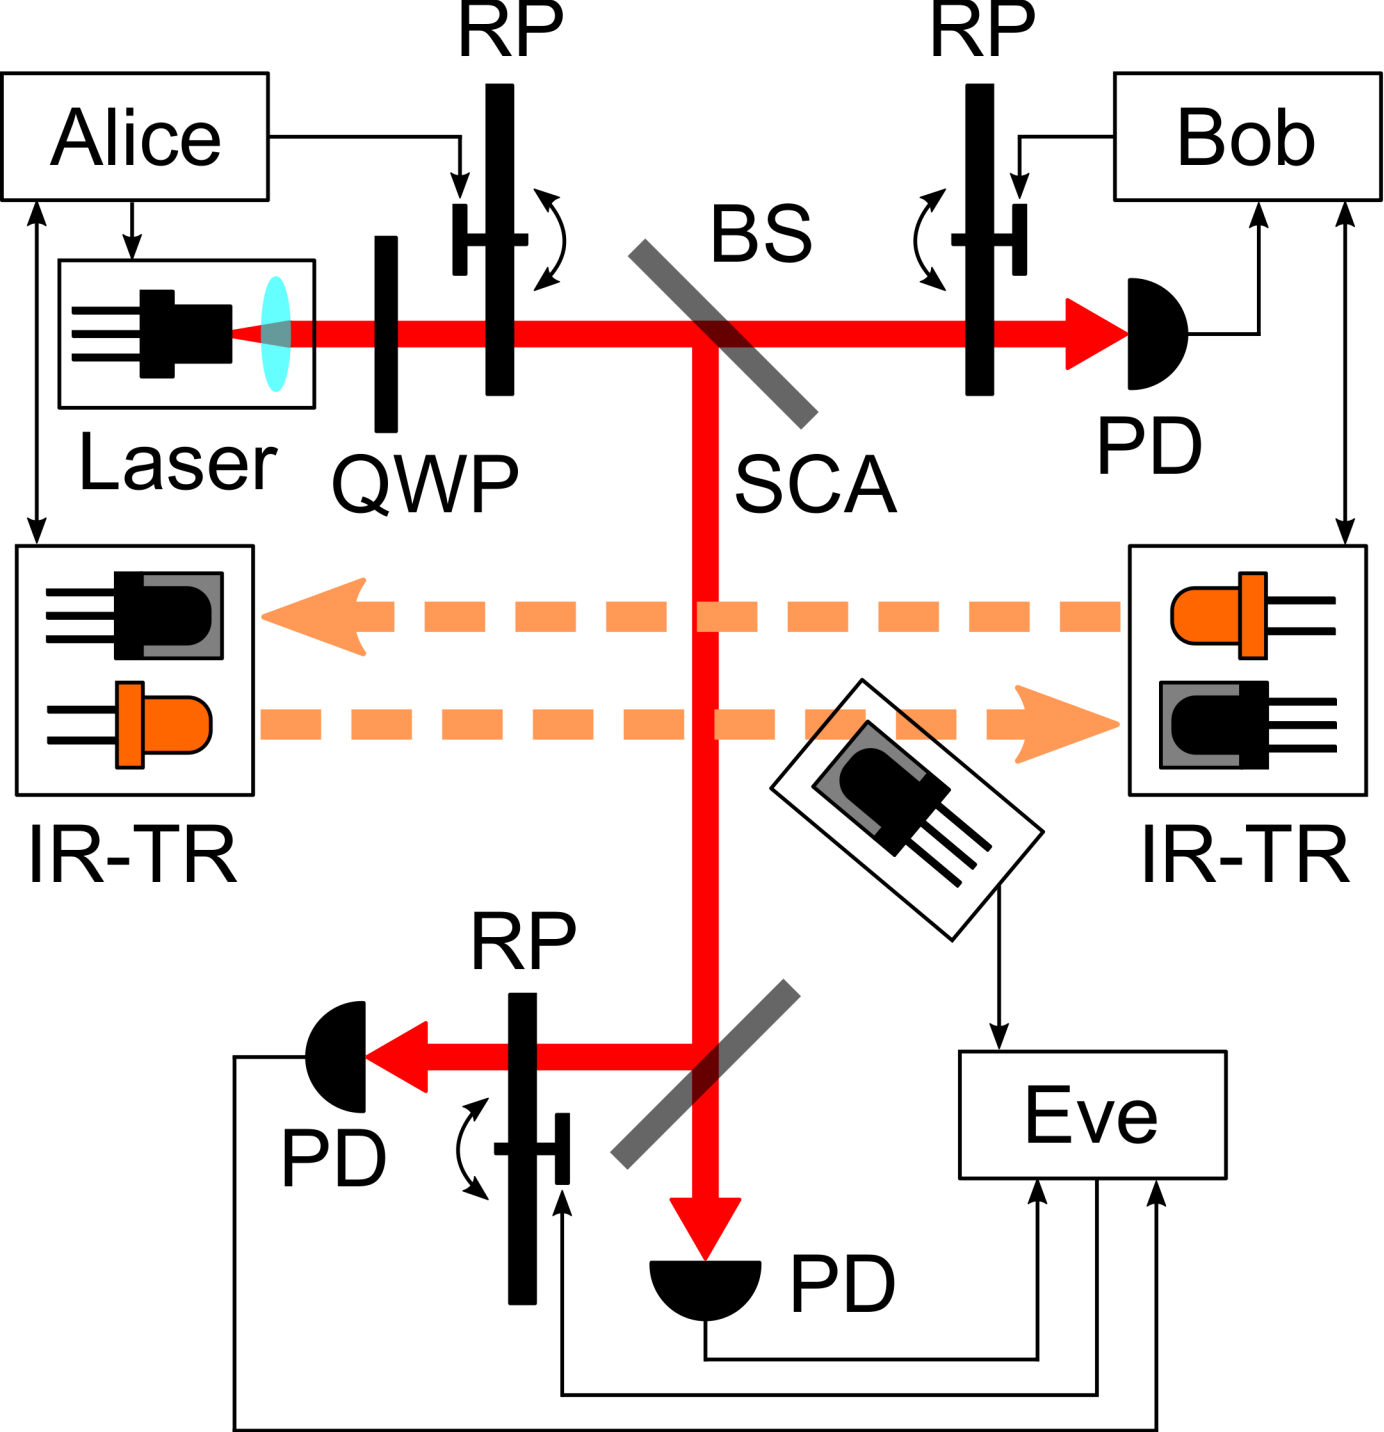 RP
RP
Alice
Bob
BS
Laser
QWP
SCA
PD
IR-TR
IR-TR
RP
PD
Eve
PD